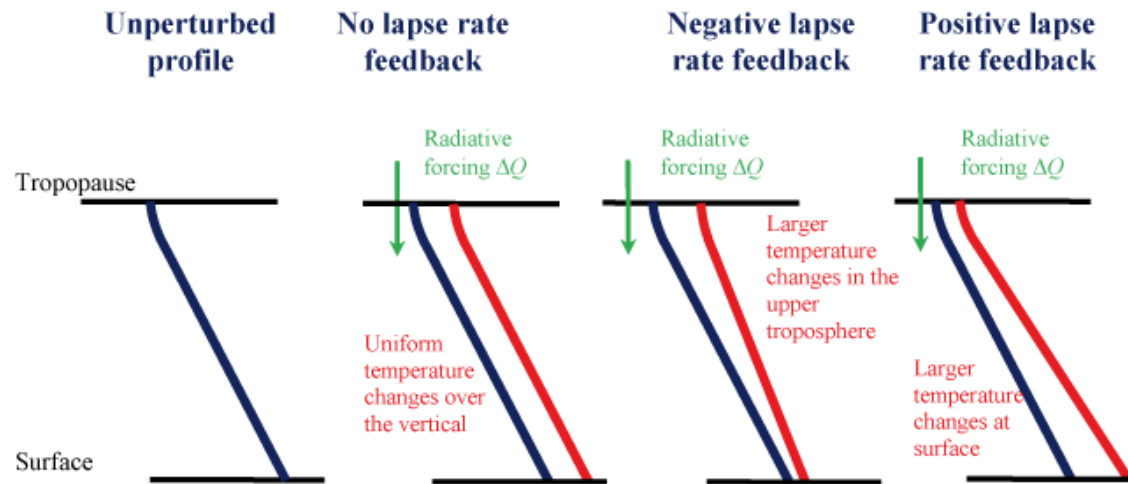 Unperturbed
profile
No lapse rate
feedback
Negative lapse
rate feedback
Positive lapse
rate feedback
Radiative
forcing ΔQ
Radiative
forcing ΔQ
Radiative
forcing ΔQ
Tropopause
Larger
temperature
changes in the
upper
troposphere
Uniform
temperature
changes over
the vertical
Larger
temperature
changes at
surface
Surface